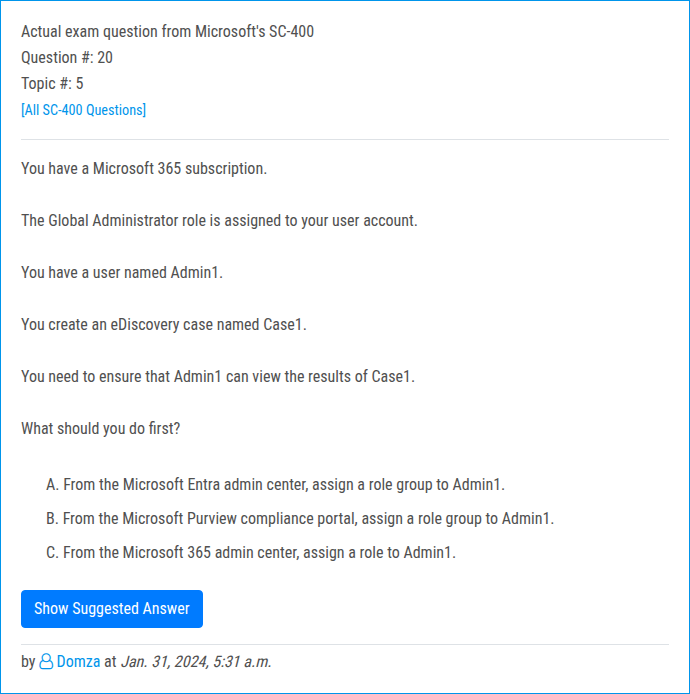 Actual exam question from Microsoft's SC-400
Question #: 20
Topic #: 5
[All SC-400 Questions]
You have a Microsoft 365 subscription.
The Global Administrator role is assigned to your user account.
You have a user named Admin1.
You create an eDiscovery case named Case1.
You need to ensure that Admin1 can view the results of Case1.
What should you do first?
A. From the Microsoft Entra admin center, assign a role group to Admin1.
B. From the Microsoft Purview compliance portal, assign a role group to Admin1.
C. From the Microsoft 365 admin center, assign a role to Admin1.
Show Suggested Answer
by Domza at Jan. 31, 2024, 5:31 a.m.